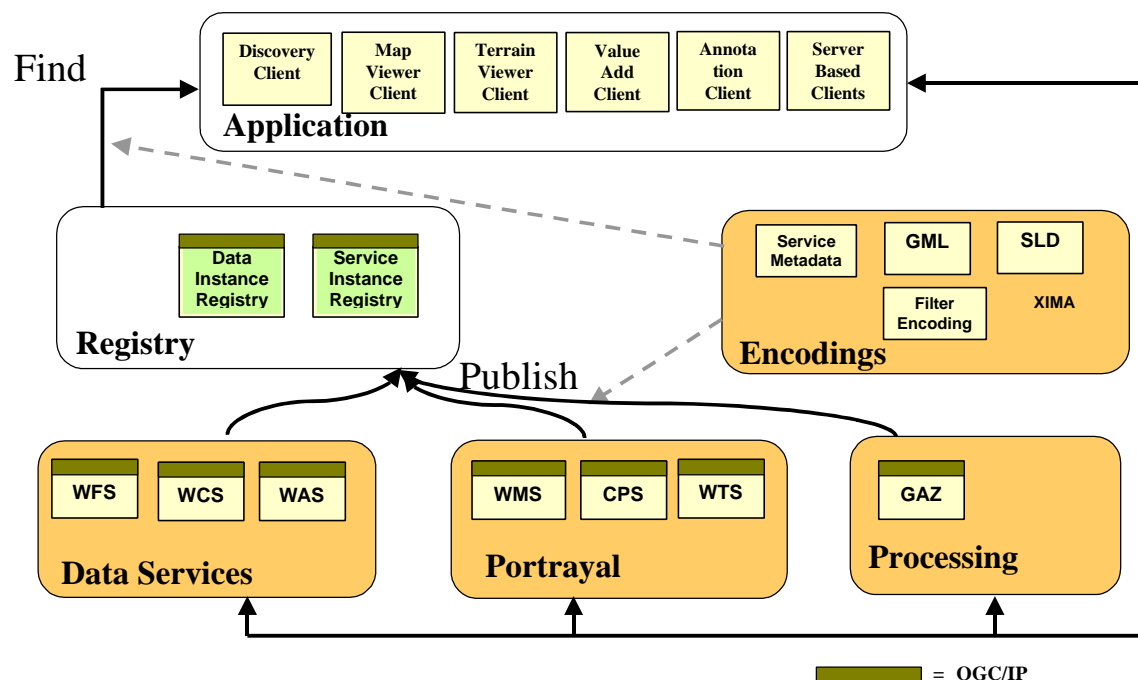 Find
Discovery
Client
Map
Viewer
Client
Terrain
Viewer
Client
Value
Add
Client
Annota
tion
Client
Server
Based
Clients
Application
Data
Instance
Registry
Service
Instance
Registry
Registry
Service
Metadata
GML
SLD
Filter
Encoding
XIMA
Encodings
Publish
WFS
WCS
WAS
Data Services
WMS
CPS
WTS
Portrayal
GAZ
Processing
= OGC/IP